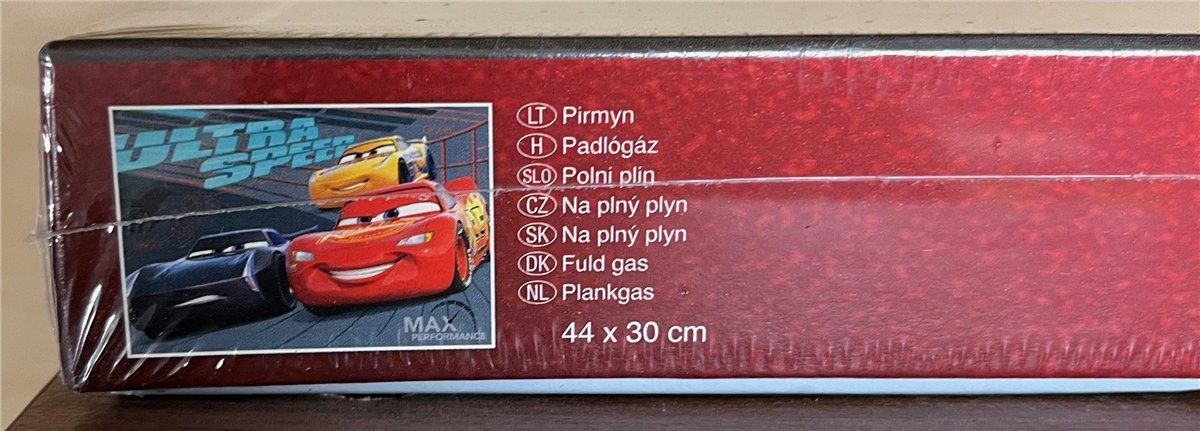 ULTRA
SPEED
LT Pirmyn
H Padlógáz
SLO Polni plin
CZ Na plný plyn
SK Na plný plyn
DK Fuld gas
NL Plankgas
44 x 30 cm
MAX
PERFORMANCE